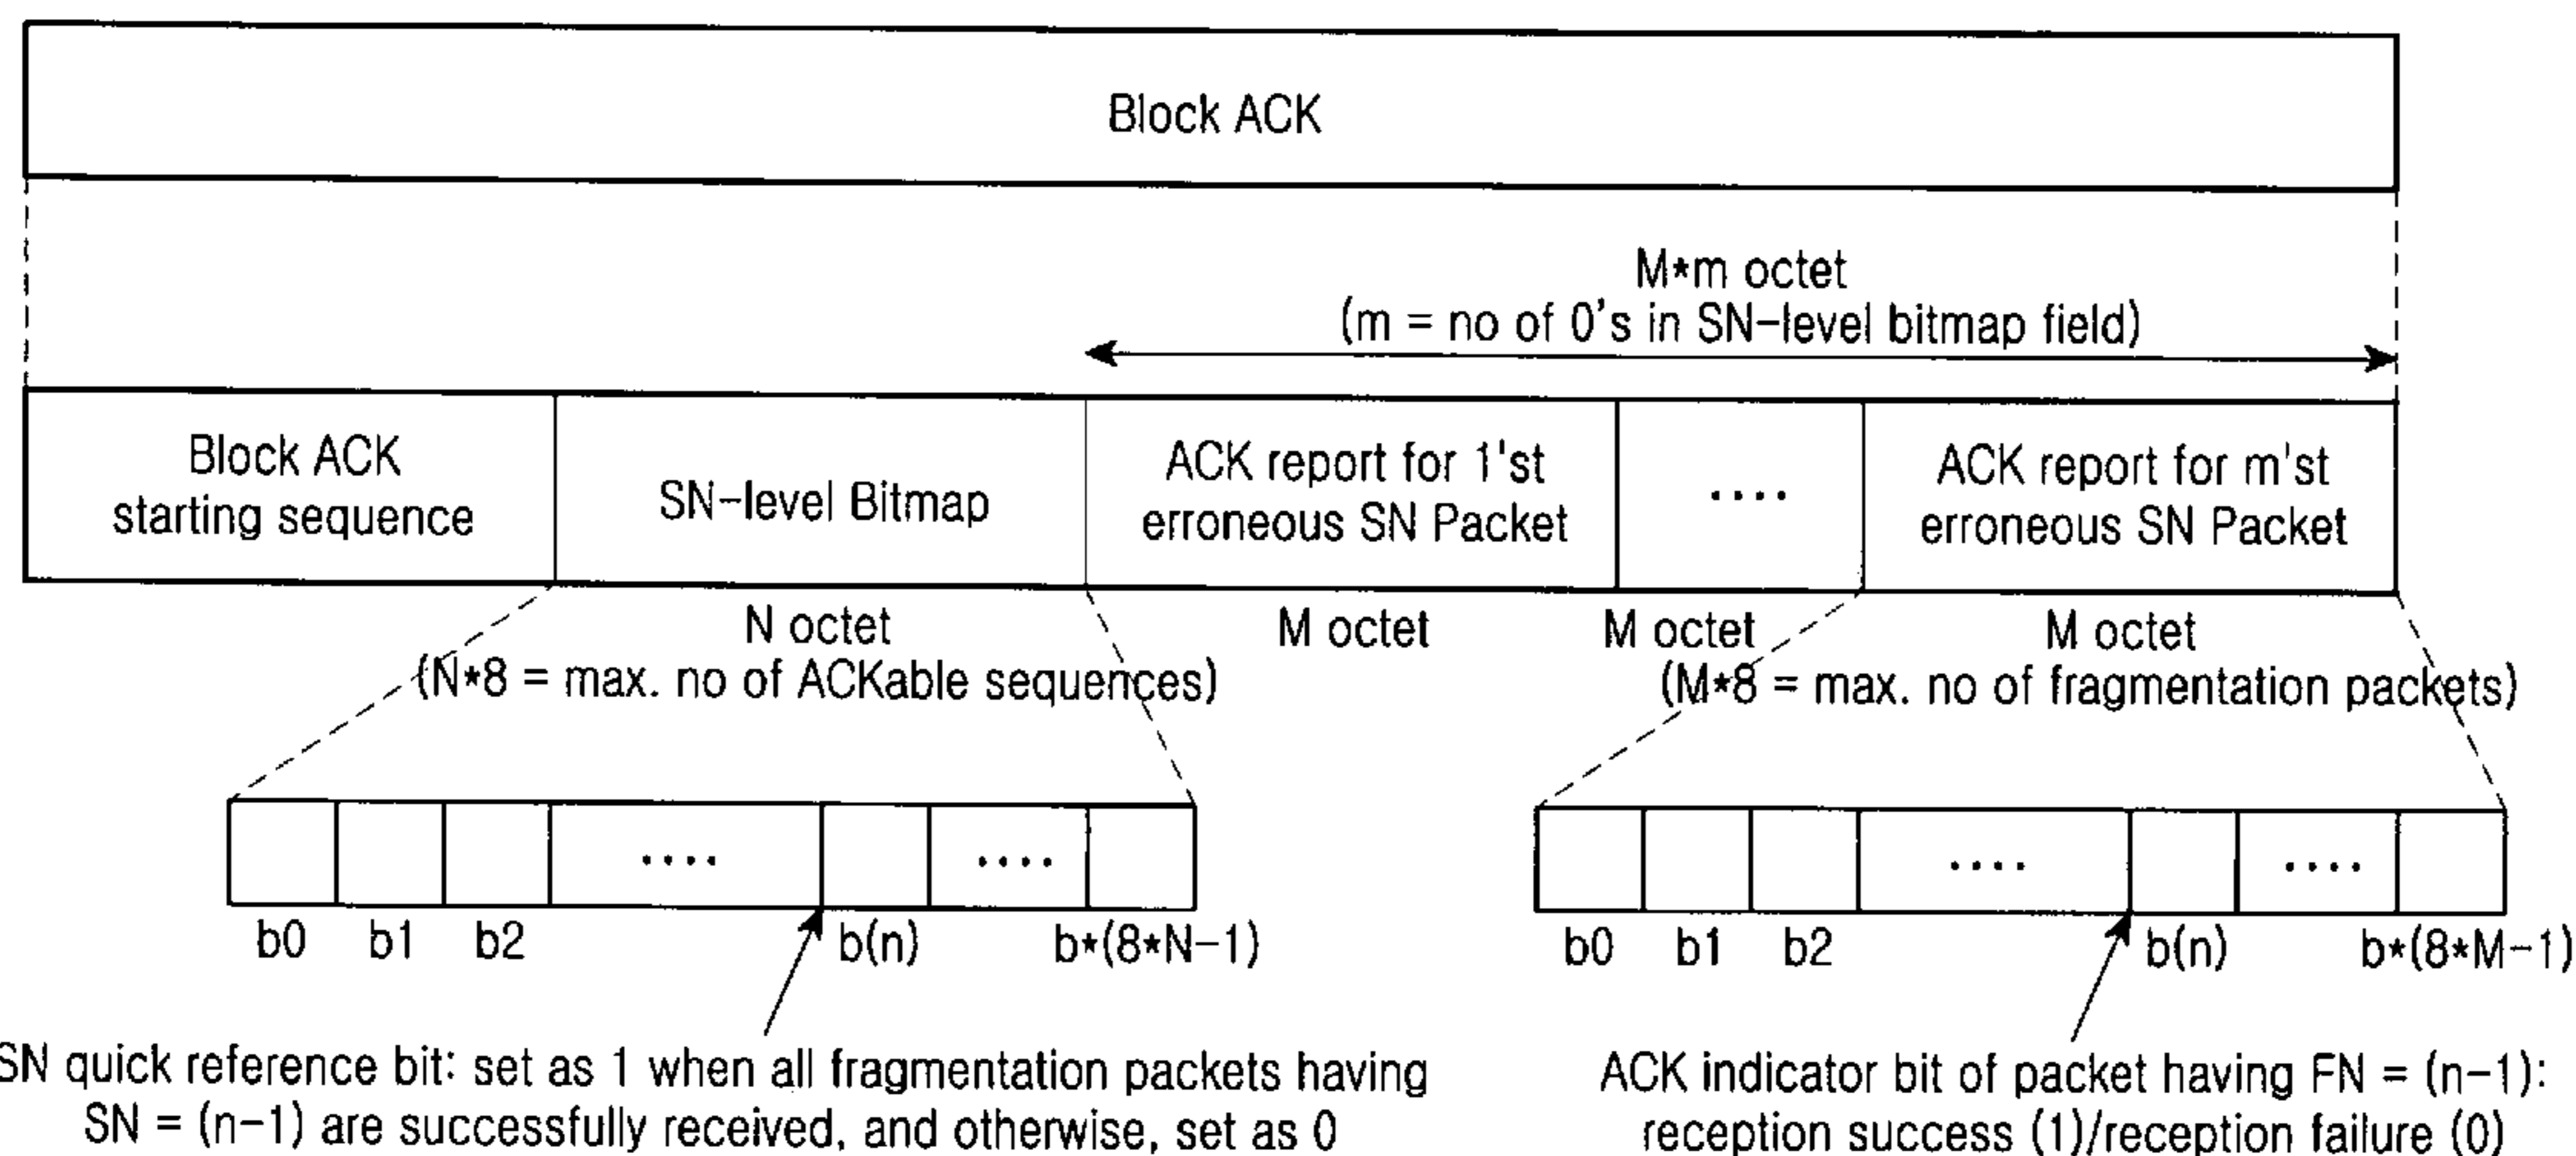 Block ACK
M*m octet
(m = no of 0's in SN-level bitmap field)
Block ACK
starting sequence
SN-level Bitmap
ACK report for 1'st
erroneous SN Packet
....
ACK report for m'st
erroneous SN Packet
N octet
(N*8 = max. no of ACKable sequences)
M octet
M octet
M octet
(M*8 = max. no of fragmentation packets)
....
....
b0
b1
b2
b(n)
b*(8*N-1)
....
....
b0
b1
b2
b(n)
b*(8*M-1)
SN quick reference bit: set as 1 when all fragmentation packets having
SN = (n-1) are successfully received, and otherwise, set as 0
ACK indicator bit of packet having FN = (n-1):
reception success (1)/reception failure (0)